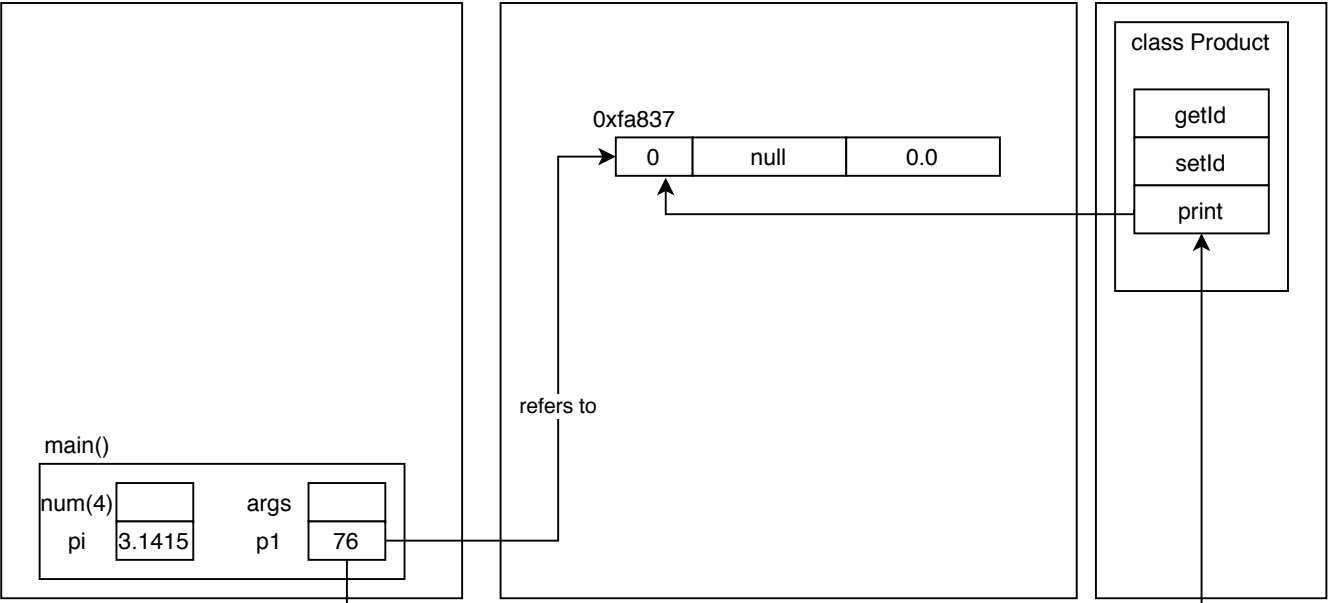 class Product
getId
setId
print
0xfa837
0 null 0.0
refers to
main()
num(4) args
pi 3.1415 p1 76